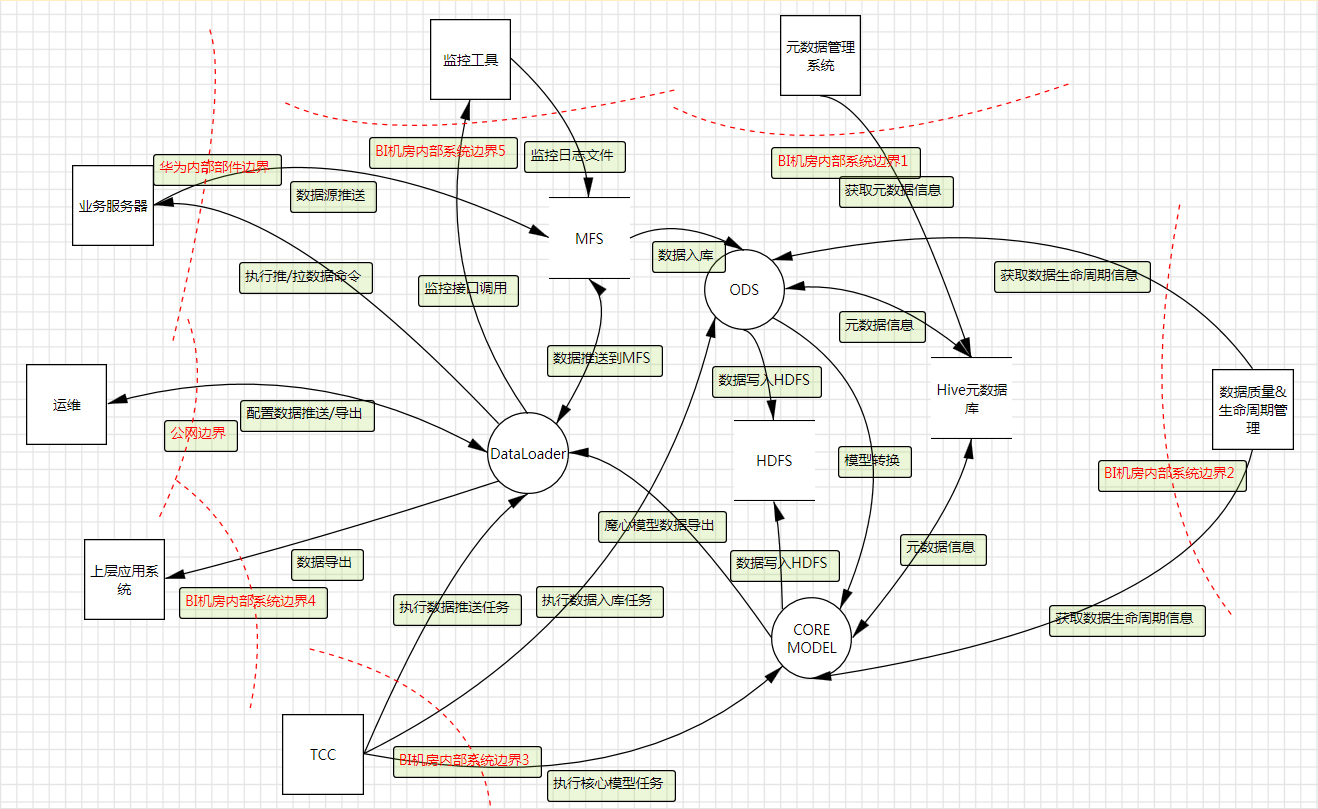 监控工具
元数据管理
系统
BI机房内部系统边界5
监控日志文件
BI机房内部系统边界1
华为内部部件边界
业务服务器
数据源推送
获取元数据信息
MFS
数据入库
执行推/拉数据命令
监控接口调用
ODS
获取数据生命周期信息
元数据信息
数据推送到MFS
数据写入HDFS
Hive元数据
库
数据质量&
生命周期管
理
运维
配置数据推送/导出
公网边界
DataLoader
HDFS
模型转换
BI机房内部系统边界2
魔心模型数据导出
元数据信息
上层应用系
统
数据导出
数据写入HDFS
BI机房内部系统边界4
执行数据推送任务
执行数据入库任务
CORE
MODEL
获取数据生命周期信息
TCC
BI机房内部系统边界3
执行核心模型任务